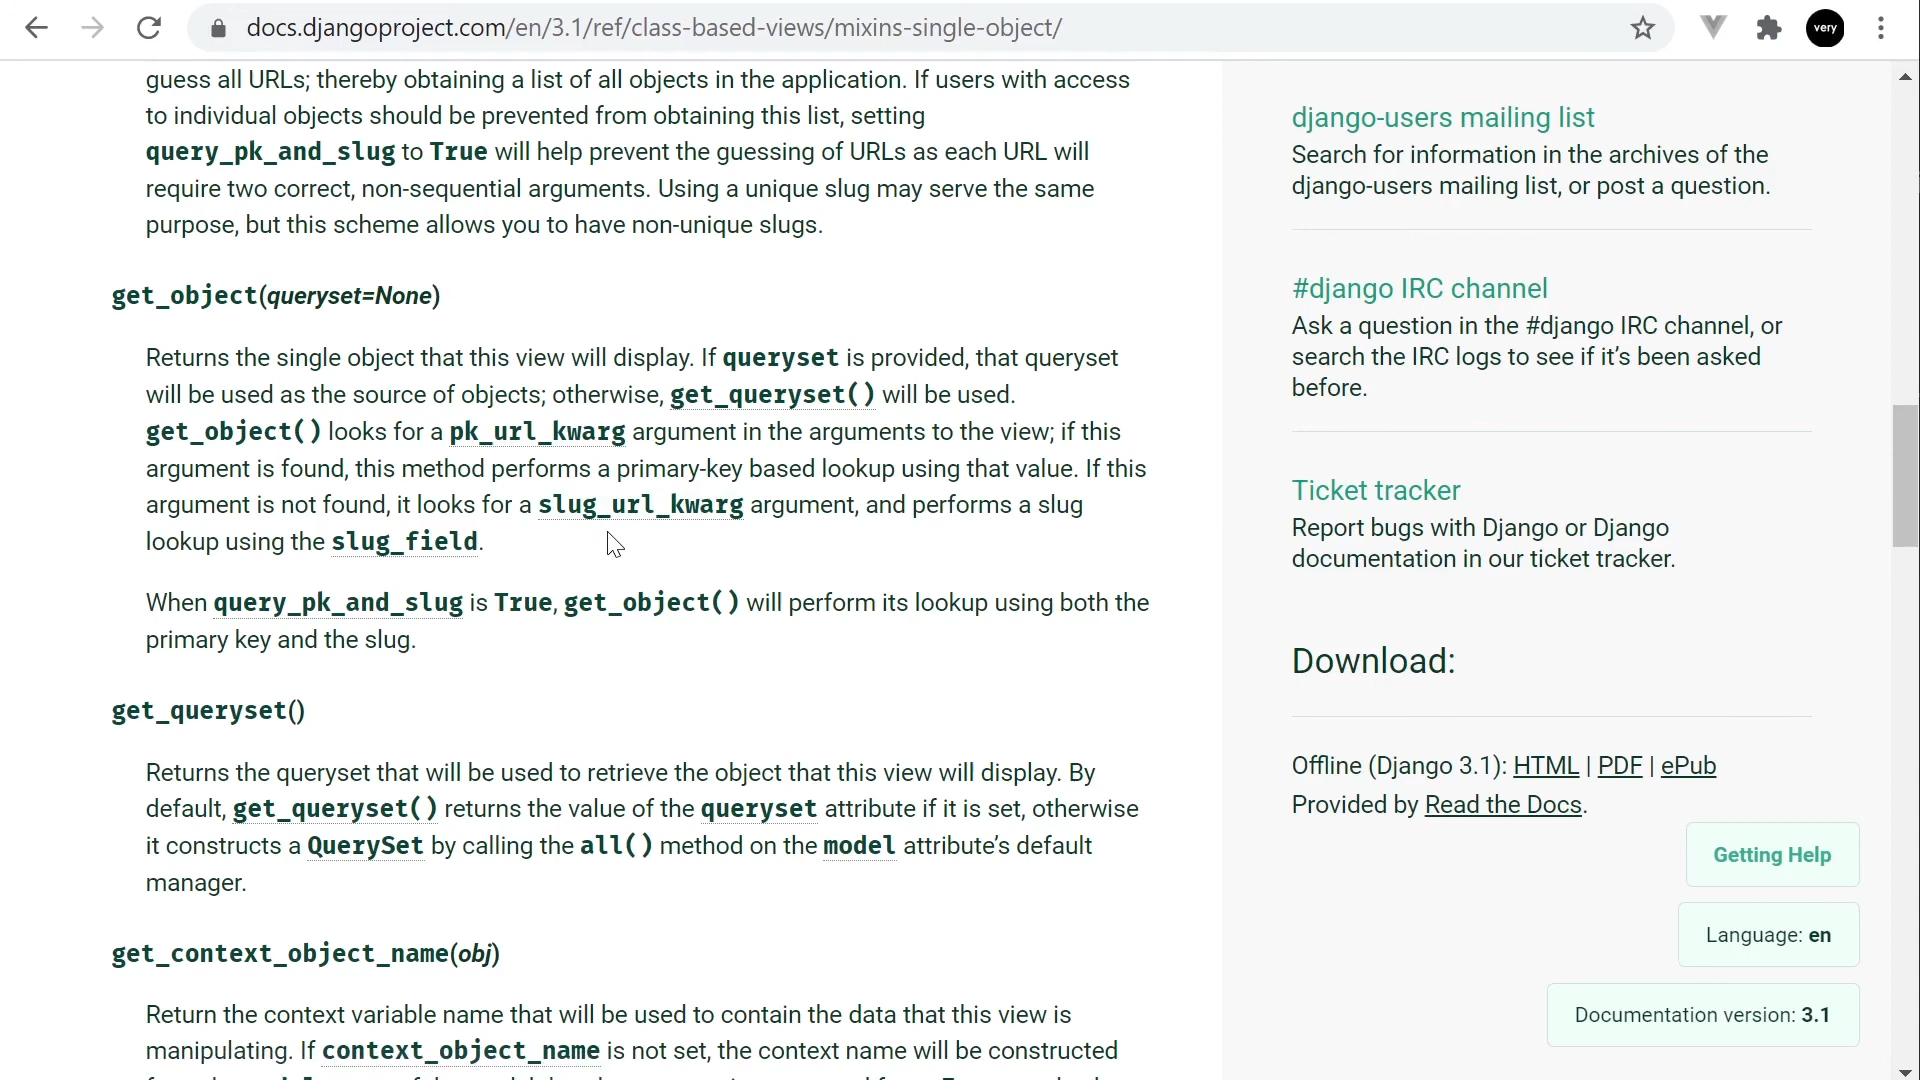 docs.djangoproject.com/en/3.1/ref/class-based-views/mixins-single-object/
very
guess all URLs; thereby obtaining a list of all objects in the application. If users with access
to individual objects should be prevented from obtaining this list, setting
query_pk_and_slug to True will help prevent the guessing of URLs as each URL will
require two correct, non-sequential arguments. Using a unique slug may serve the same
purpose, but this scheme allows you to have non-unique slugs.
get_object(queryset=None)
Returns the single object that this view will display. If queryset is provided, that queryset
will be used as the source of objects; otherwise, get_queryset() will be used.
get_object() looks for a pk_url_kwarg argument in the arguments to the view; if this
argument is found, this method performs a primary-key based lookup using that value. If this
argument is not found, it looks for a slug_url_kwarg argument, and performs a slug
lookup using the slug_field.
When query_pk_and_slug is True, get_object() will perform its lookup using both the
primary key and the slug.
get_queryset()
Returns the queryset that will be used to retrieve the object that this view will display. By
default, get_queryset() returns the value of the queryset attribute if it is set, otherwise
it constructs a QuerySet by calling the all() method on the model attribute’s default
manager.
get_context_object_name(obj)
Return the context variable name that will be used to contain the data that this view is
manipulating. If context_object_name is not set, the context name will be constructed
django-users mailing list
Search for information in the archives of the
django-users mailing list, or post a question.
#django IRC channel
Ask a question in the #django IRC channel, or
search the IRC logs to see if it’s been asked
before.
Ticket tracker
Report bugs with Django or Django
documentation in our ticket tracker.
Download:
Offline (Django 3.1): HTML | PDF | ePub
Provided by Read the Docs.
Getting Help
Language: en
Documentation version: 3.1